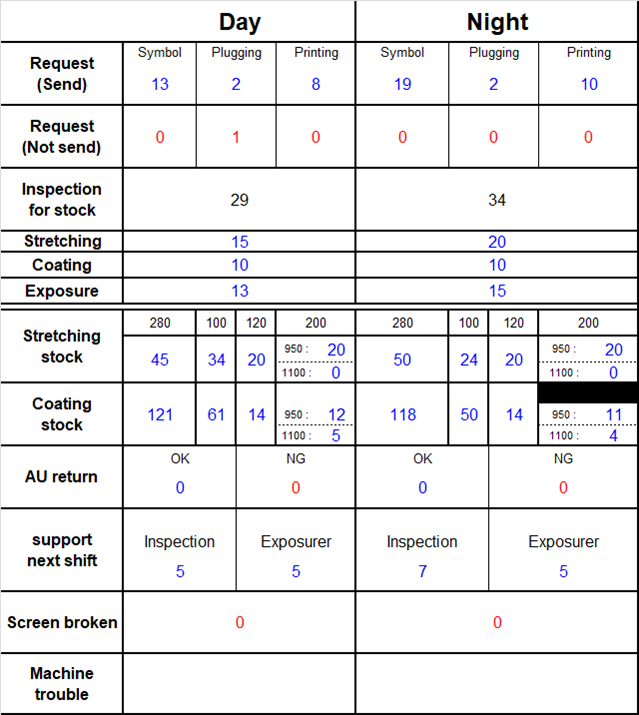 Day Night
Request (Send) Symbol Plugging Printing Symbol Plugging Printing
13 2 8 19 2 10
Request (Not send) 0 1 0 0 0 0
Inspection for stock 29 34
Stretching 15 20
Coating 10 10
Exposure 13 15
Stretching stock 280 100 120 200 280 100 120 200
45 34 20 950 : 20 50 24 20 950 : 20
1100 : 0 1100 : 0
Coating stock 121 61 14 950 : 12 118 50 14 950 : 11
1100 : 5 1100 : 4
AU return OK NG OK NG
0 0 0 0
support next shift Inspection Exposurer Inspection Exposurer
5 5 7 5
Screen broken 0 0
Machine trouble